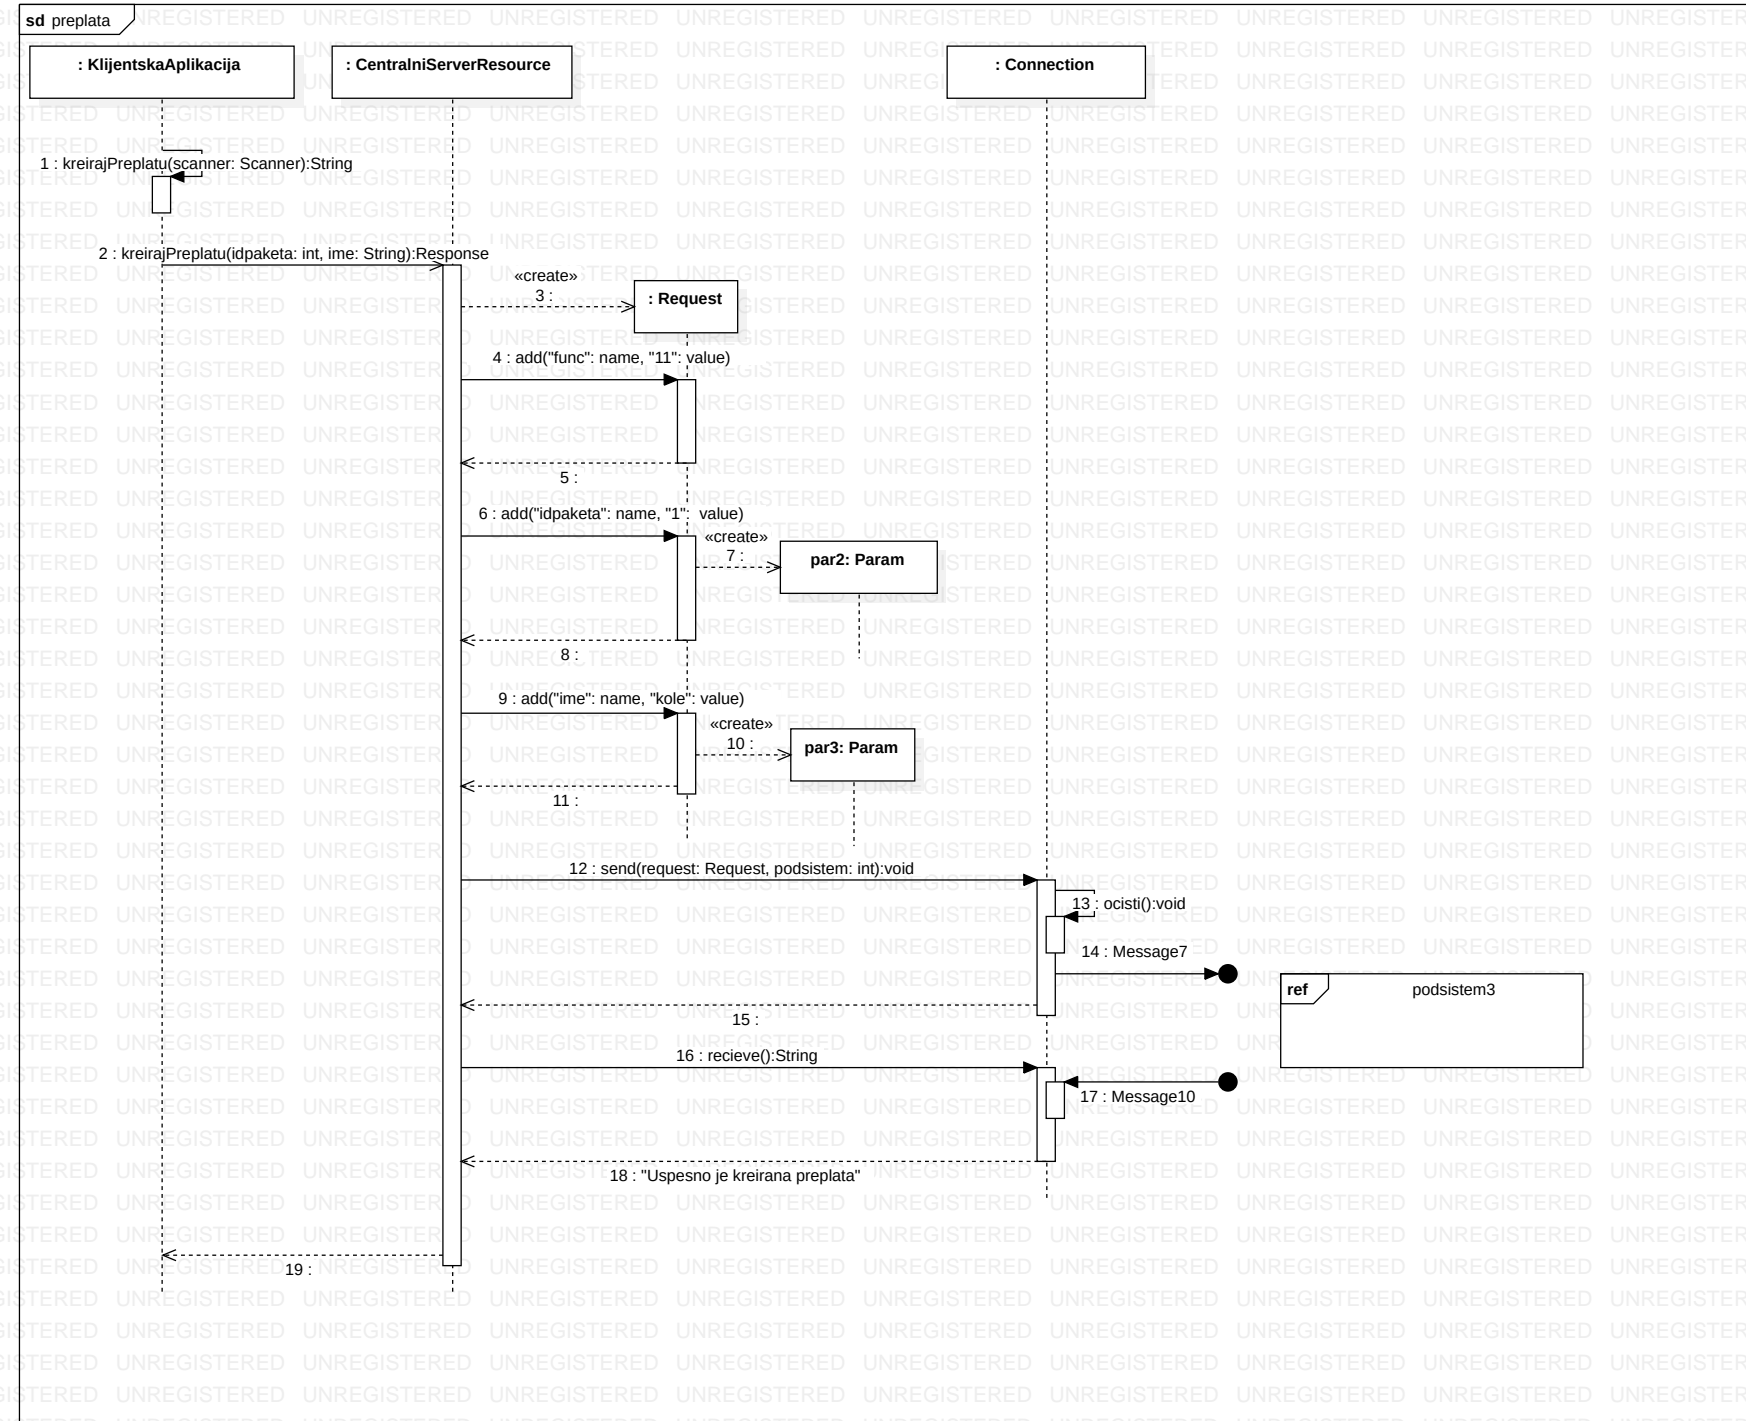 sd preplata
: KlijentskaAplikacija
: CentralniServerResource
: Connection
1 : kreirajPreplatu(scanner: Scanner):String
2 : kreirajPreplatu(idpaketa: int, ime: String):Response
«create»
3 :
: Request
4 : add("func": name, "11": value)
5 :
6 : add("idpaketa": name, "1":  value)
«create»
7 :
par2: Param
8 :
9 : add("ime": name, "kole": value)
«create»
10 :
par3: Param
11 :
12 : send(request: Request, podsistem: int):void
13 : ocisti():void
14 : Message7
ref podsistem3
15 :
16 : recieve():String
17 : Message10
18 : "Uspesno je kreirana preplata"
19 :
UNREGISTERED